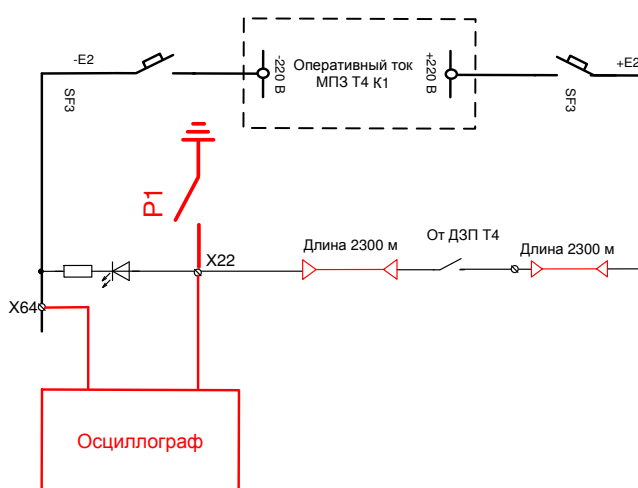 -E2
SF3
-220 В
Оперативный ток
МПЗ Т4 К1
+220 В
SF3
+E2
P1
X22
Длина 2300 м
От ДЗП Т4
Длина 2300 м
X64
Осциллограф